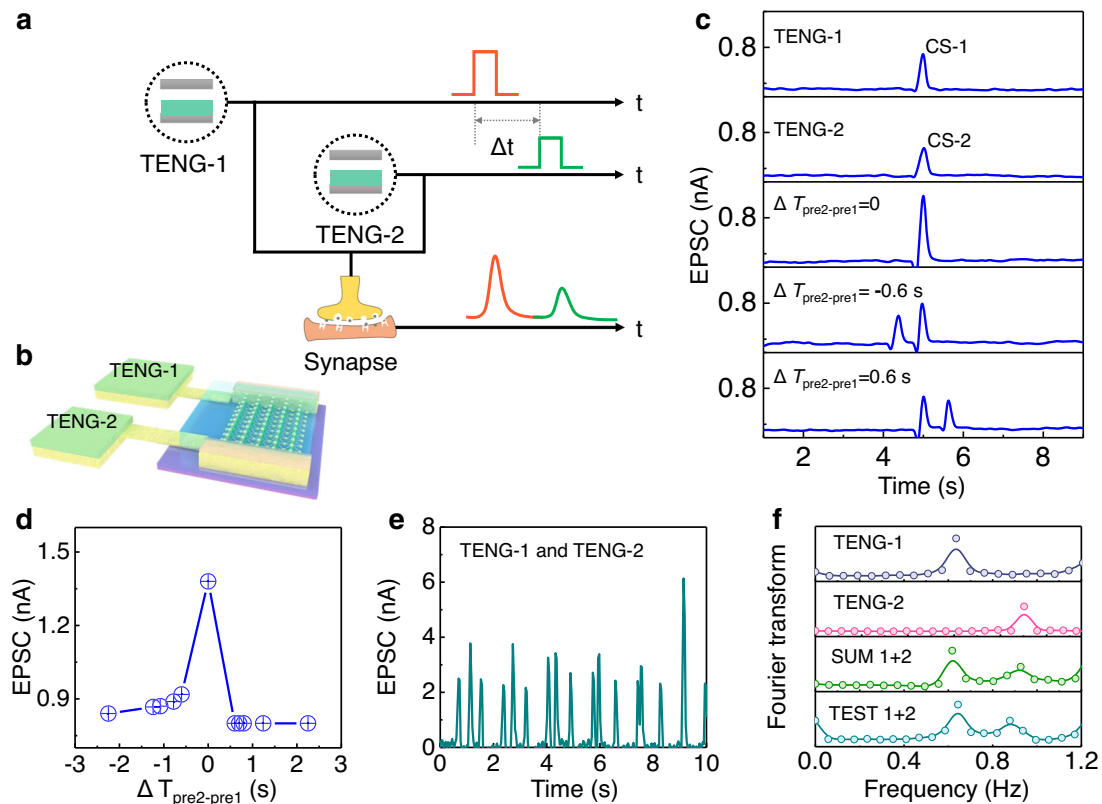 a
TENG-1
t
Δt
TENG-2
t
Synapse
t
b
TENG-1
TENG-2
c
EPSC (nA)
0.8
TENG-1
CS-1
0.8
TENG-2
CS-2
0.8
Δ Tpre2-pre1=0
0.8
Δ Tpre2-pre1= -0.6 s
0.8
Δ Tpre2-pre1=0.6 s
2 4 6 8
Time (s)
d
EPSC (nA)
1.5
1.2
0.9
-3 -2 -1 0 1 2 3
Δ Tpre2-pre1 (s)
e
EPSC (nA)
8
6
4
2
0
TENG-1 and TENG-2
0 2 4 6 8 10
Time (s)
f
Fourier transform
TENG-1
TENG-2
SUM 1+2
TEST 1+2
0.0 0.4 0.8 1.2
Frequency (Hz)